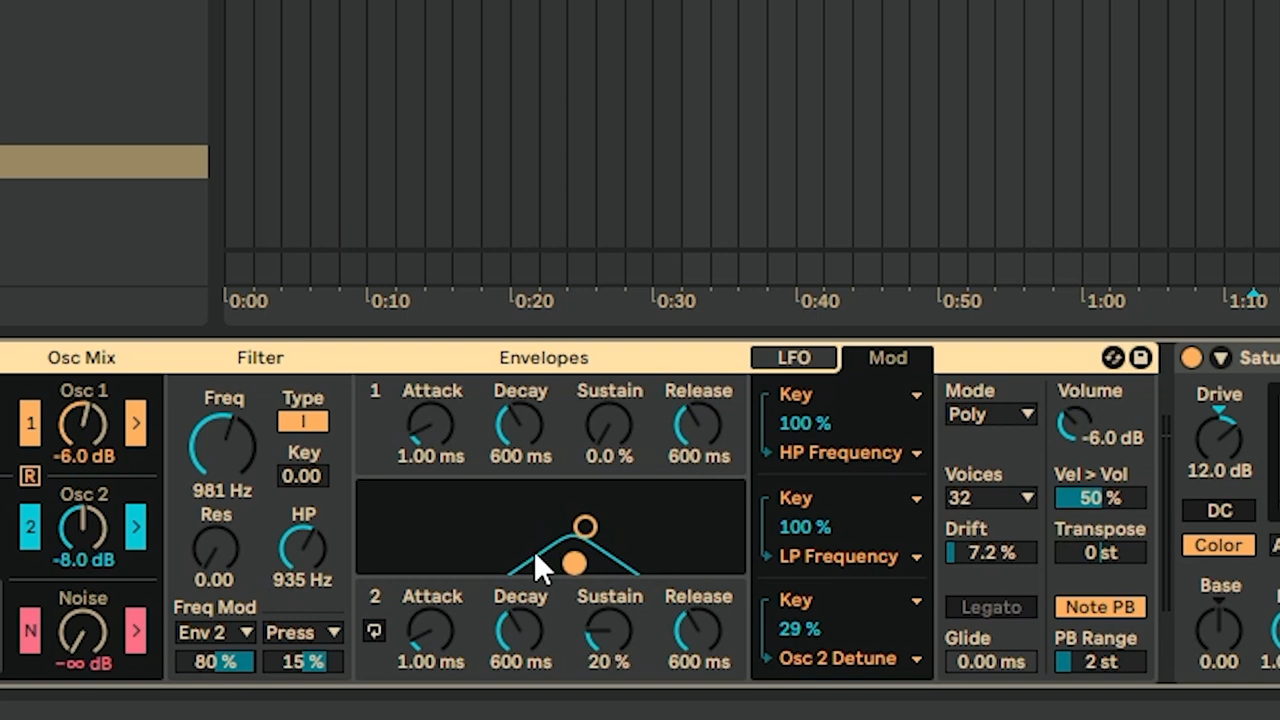 0:00 0:10 0:20 0:30 0:40 0:50 1:00 1:10
Osc Mix Filter Envelopes LFO Mod Satu
Osc 1
1
-6.0 dB
R
Osc 2
2
-8.0 dB
Noise
N
-∞ dB
Freq Type
I
Key
0.00
981 Hz
Res HP
0.00 935 Hz
Freq Mod
Env 2 Press
80 % 15 %
1 Attack Decay Sustain Release
1.00 ms 600 ms 0.0 % 600 ms
2 Attack Decay Sustain Release
1.00 ms 600 ms 20 % 600 ms
Key
100 %
HP Frequency
Key
100 %
LP Frequency
Key
29 %
Osc 2 Detune
Mode Volume
Poly -6.0 dB
Voices Vel > Vol
32 50 %
Drift Transpose
7.2 % 0 st
Legato Note PB
Glide PB Range
0.00 ms 2 st
Drive
12.0 dB
DC
Color
Base
0.00